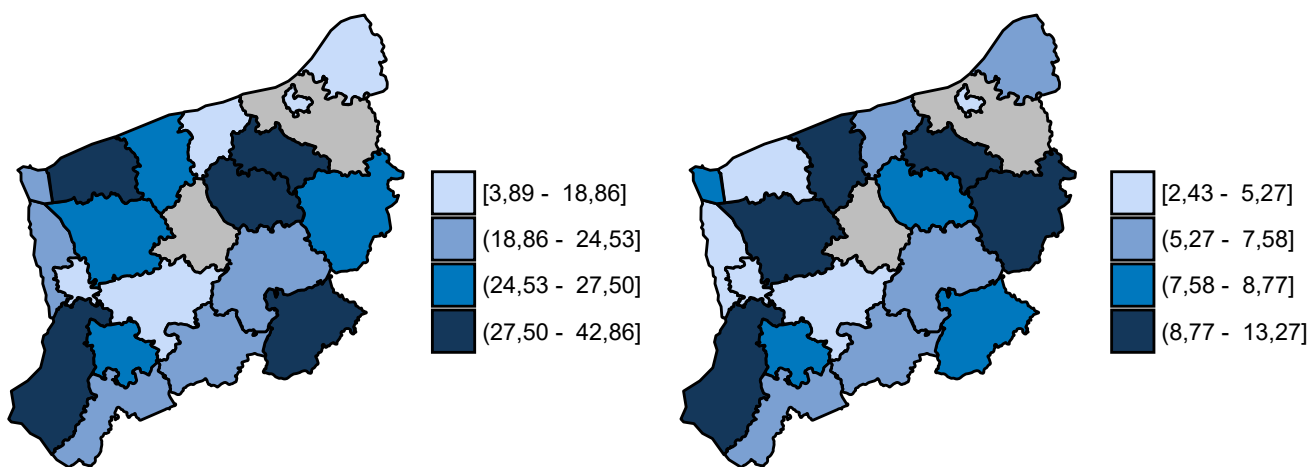 [3,89 - 18,86]
(18,86 - 24,53]
(24,53 - 27,50]
(27,50 - 42,86]
[2,43 - 5,27]
(5,27 - 7,58]
(7,58 - 8,77]
(8,77 - 13,27]